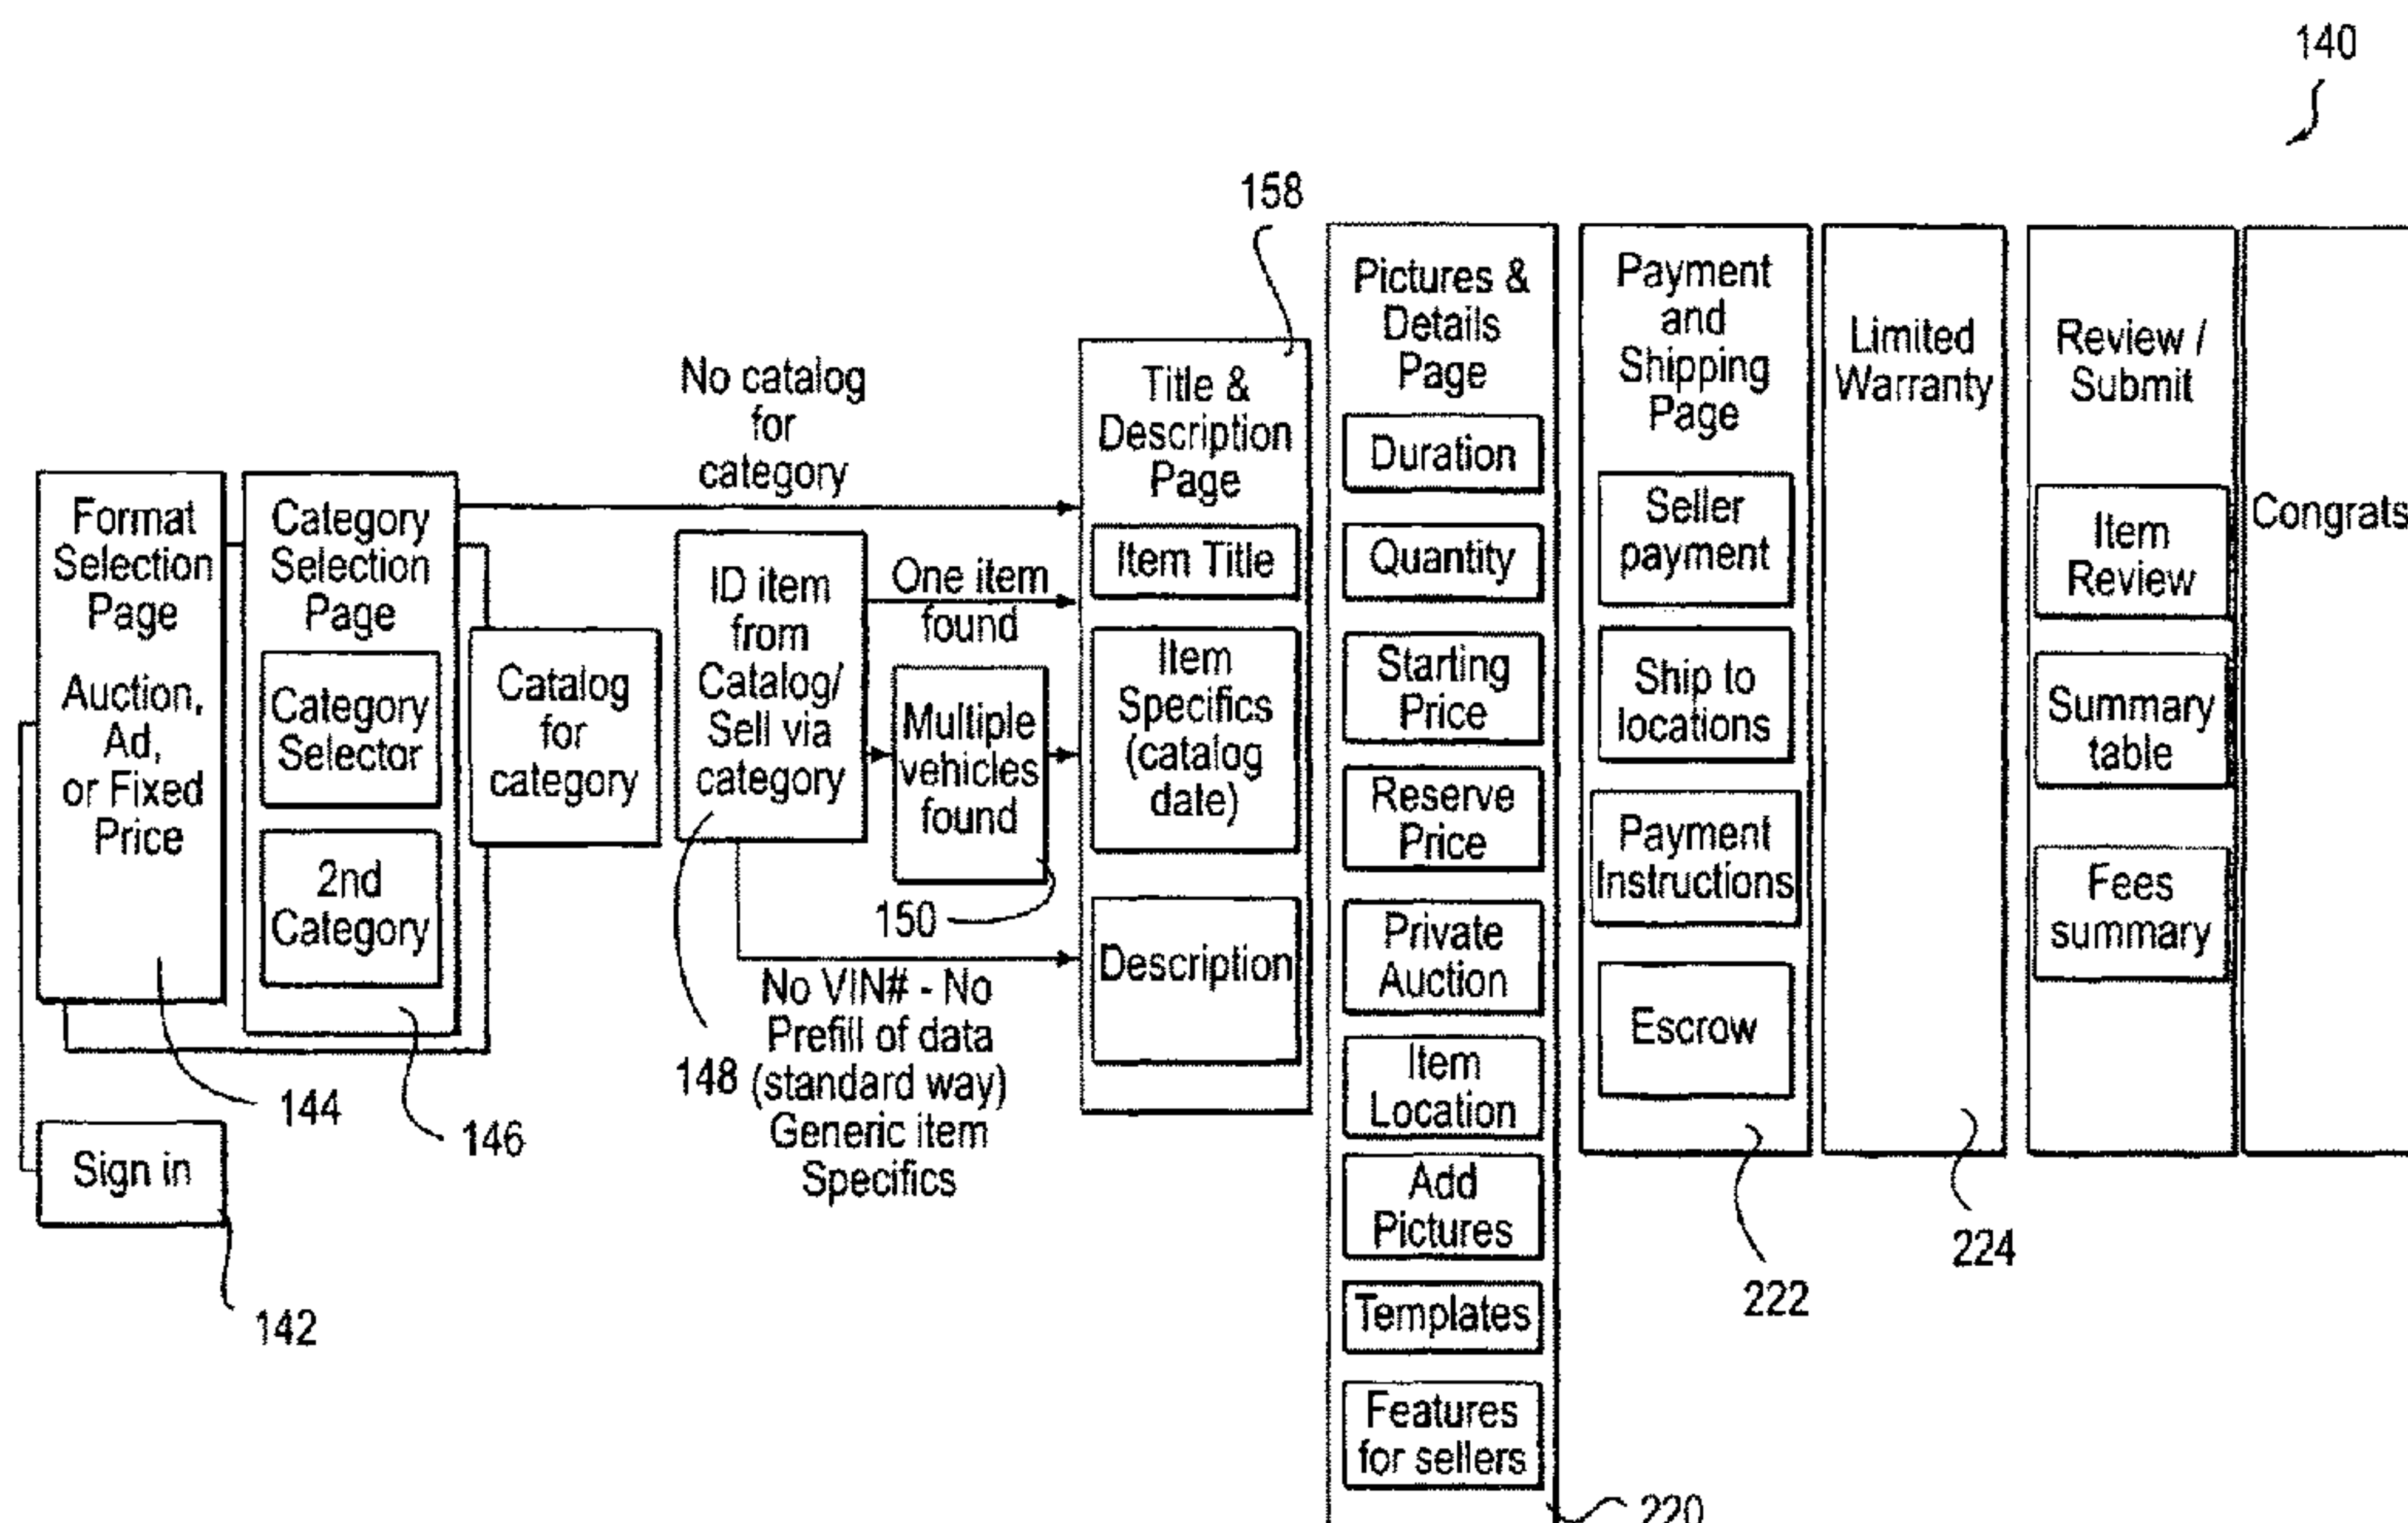 140
158
Format
Selection
Page
Auction,
Ad,
or Fixed
Price
144
Sign in
142
Category
Selection
Page
Category
Selector
2nd
Category
146
Catalog
for
category
No catalog
for
category
ID item
from
Catalog/
Sell via
category
148
One item
found
Multiple
vehicles
found
150
No VIN# - No
Prefill of data
(standard way)
Generic item
Specifics
Title &
Description
Page
Item Title
Item
Specifics
(catalog
date)
Description
Pictures &
Details
Page
Duration
Quantity
Starting
Price
Reserve
Price
Private
Auction
Item
Location
Add
Pictures
Templates
Features
for sellers
220
Payment
and
Shipping
Page
Seller
payment
Ship to
locations
Payment
Instructions
Escrow
222
Limited
Warranty
224
Review /
Submit
Item
Review
Summary
table
Fees
summary
Congrats